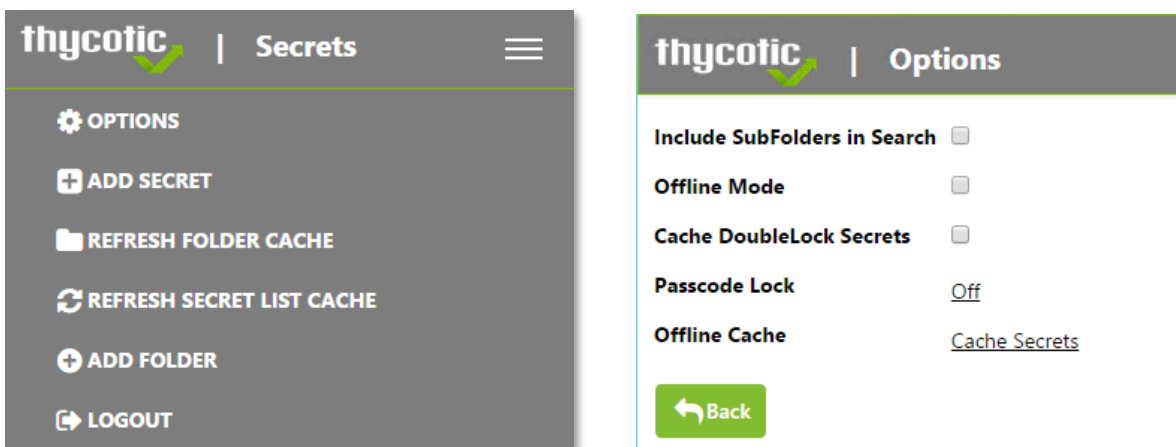 thycotic | Secrets
OPTIONS
ADD SECRET
REFRESH FOLDER CACHE
REFRESH SECRET LIST CACHE
ADD FOLDER
LOGOUT
thycotic | Options
Include SubFolders in Search
Offline Mode
Cache DoubleLock Secrets
Passcode Lock Off
Offline Cache Cache Secrets
Back